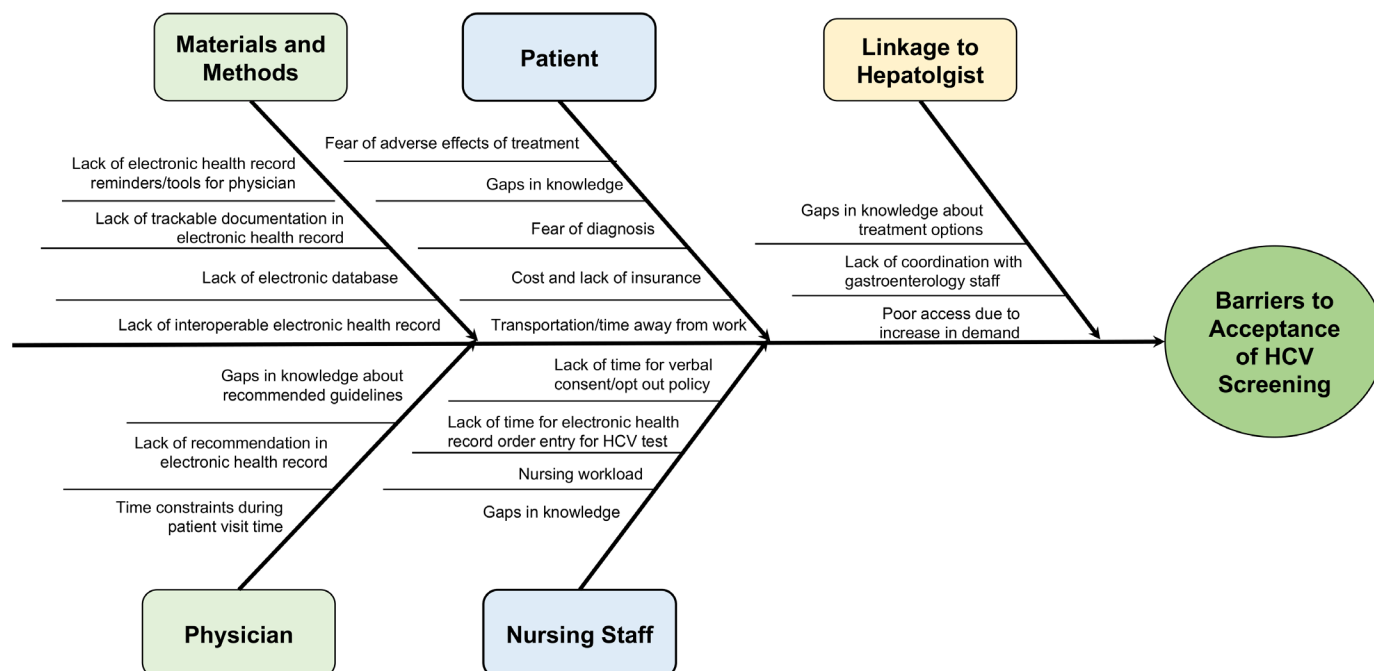 Materials and
Methods
Patient
Linkage to
Hepatolgist
Lack of electronic health record
reminders/tools for physician
Lack of trackable documentation in
electronic health record
Lack of electronic database
Lack of interoperable electronic health record
Fear of adverse effects of treatment
Gaps in knowledge
Fear of diagnosis
Cost and lack of insurance
Transportation/time away from work
Gaps in knowledge about
treatment options
Lack of coordination with
gastroenterology staff
Poor access due to
increase in demand
Barriers to
Acceptance
of HCV
Screening
Gaps in knowledge about
recommended guidelines
Lack of recommendation in
electronic health record
Time constraints during
patient visit time
Lack of time for verbal
consent/opt out policy
Lack of time for electronic health
record order entry for HCV test
Nursing workload
Gaps in knowledge
Physician
Nursing Staff